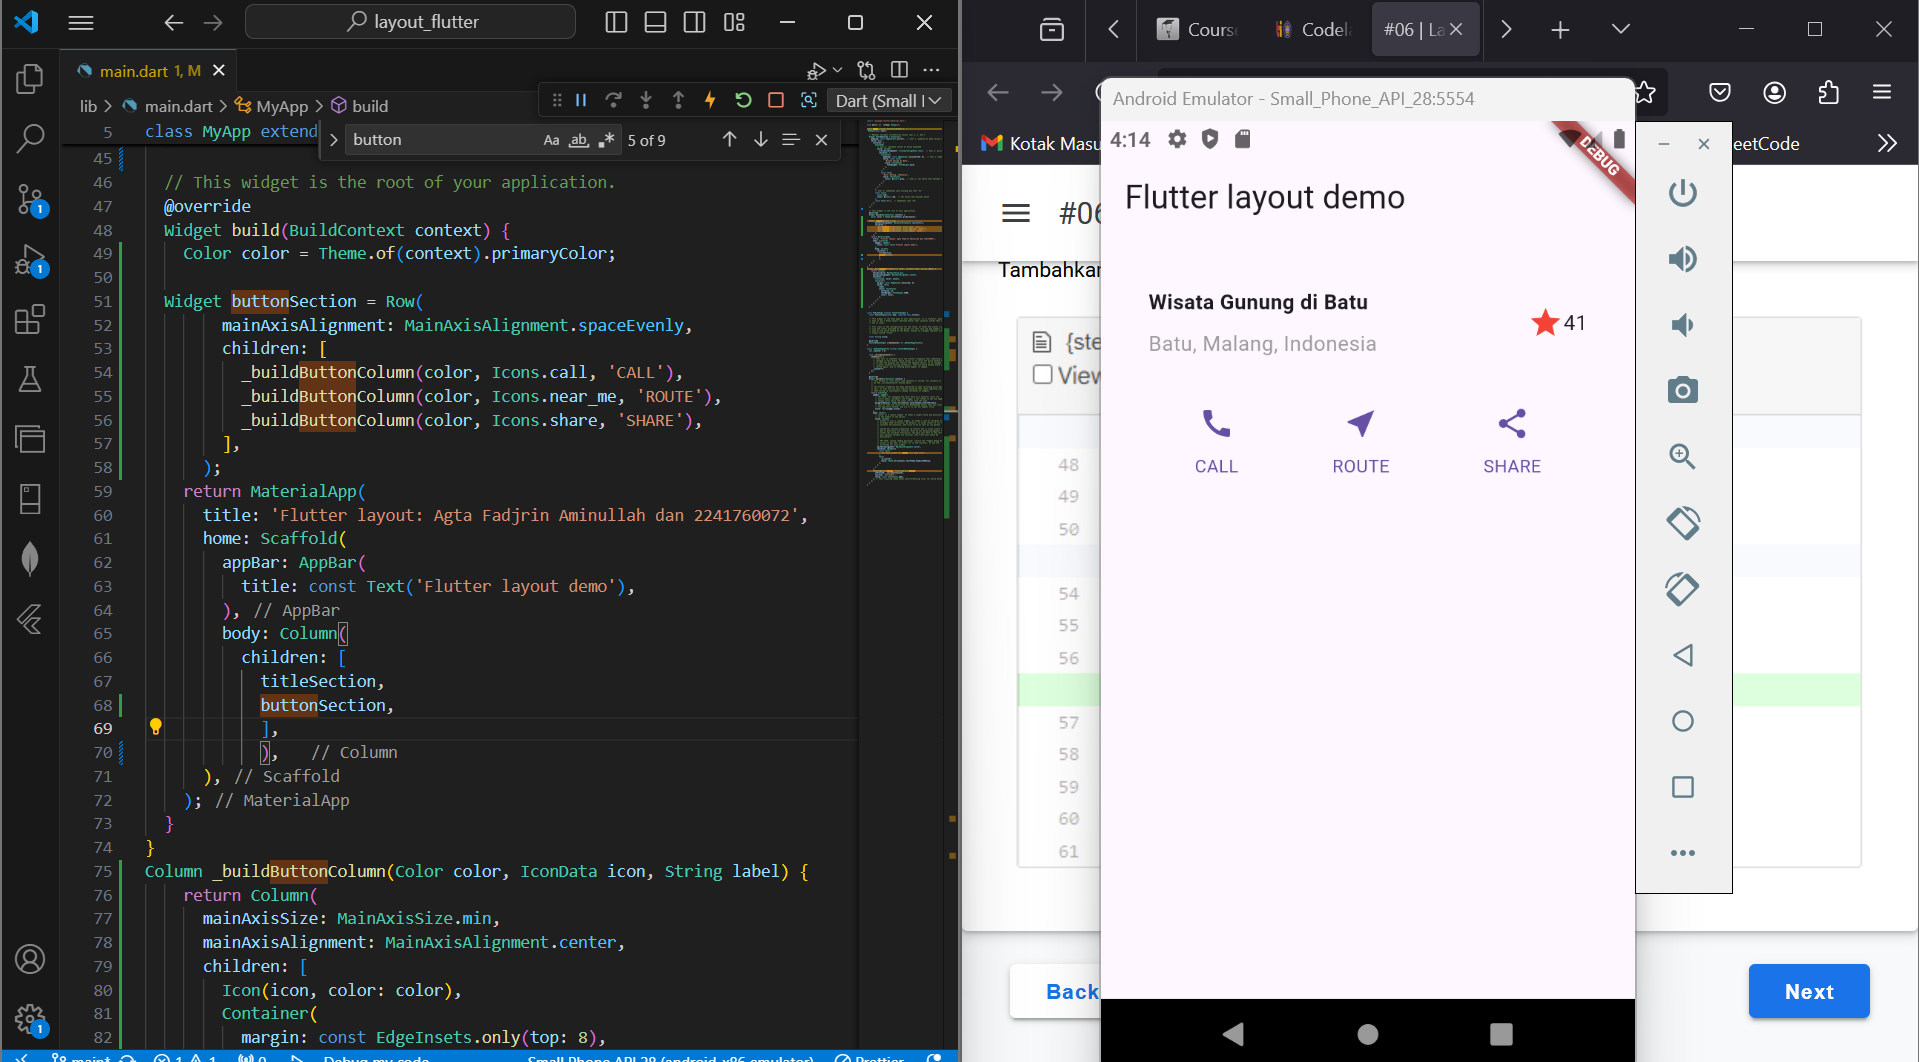 layout_flutter
main.dart 1, M
lib > main.dart > MyApp > build
Dart (Small
5 class MyApp extend
button
Aa ab .*
5 of 9
45
46 // This widget is the root of your application.
47 @override
48 Widget build(BuildContext context) {
49 Color color = Theme.of(context).primaryColor;
50
51 Widget buttonSection = Row(
52 mainAxisAlignment: MainAxisAlignment.spaceEvenly,
53 children: [
54 _buildButtonColumn(color, Icons.call, 'CALL'),
55 _buildButtonColumn(color, Icons.near_me, 'ROUTE'),
56 _buildButtonColumn(color, Icons.share, 'SHARE'),
57 ],
58 );
59 return MaterialApp(
60 title: 'Flutter layout: Agta Fadjrin Aminullah dan 2241760072',
61 home: Scaffold(
62 appBar: AppBar(
63 title: const Text('Flutter layout demo'),
64 ), // AppBar
65 body: Column(
66 children: [
67 titleSection,
68 buttonSection,
69 ],
70 ), // Column
71 ), // Scaffold
72 ); // MaterialApp
73 }
74 }
75 Column _buildButtonColumn(Color color, IconData icon, String label) {
76 return Column(
77 mainAxisSize: MainAxisSize.min,
78 mainAxisAlignment: MainAxisAlignment.center,
79 children: [
80 Icon(icon, color: color),
81 Container(
82 margin: const EdgeInsets.only(top: 8),
1
1
1
main*
1 1
0
Debug my code
Small Phone API 28 (android-x86 emulator)
Prettier
Cours
Codel
#06 | La
Kotak Masu
eetCode
#06
Tambahkan
{ste
View
48
49
50
54
55
56
57
58
59
60
61
Back
Next
Android Emulator - Small_Phone_API_28:5554
4:14
DEBUG
Flutter layout demo
Wisata Gunung di Batu
Batu, Malang, Indonesia
41
CALL
ROUTE
SHARE